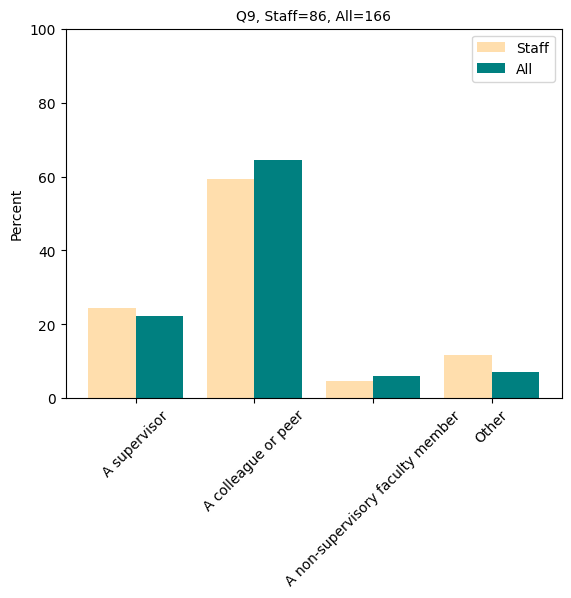 Q9, Staff=86, All=166
Staff
All
100
80
60
40
20
0
Percent
A supervisor
A colleague or peer
A non-supervisory faculty member
Other